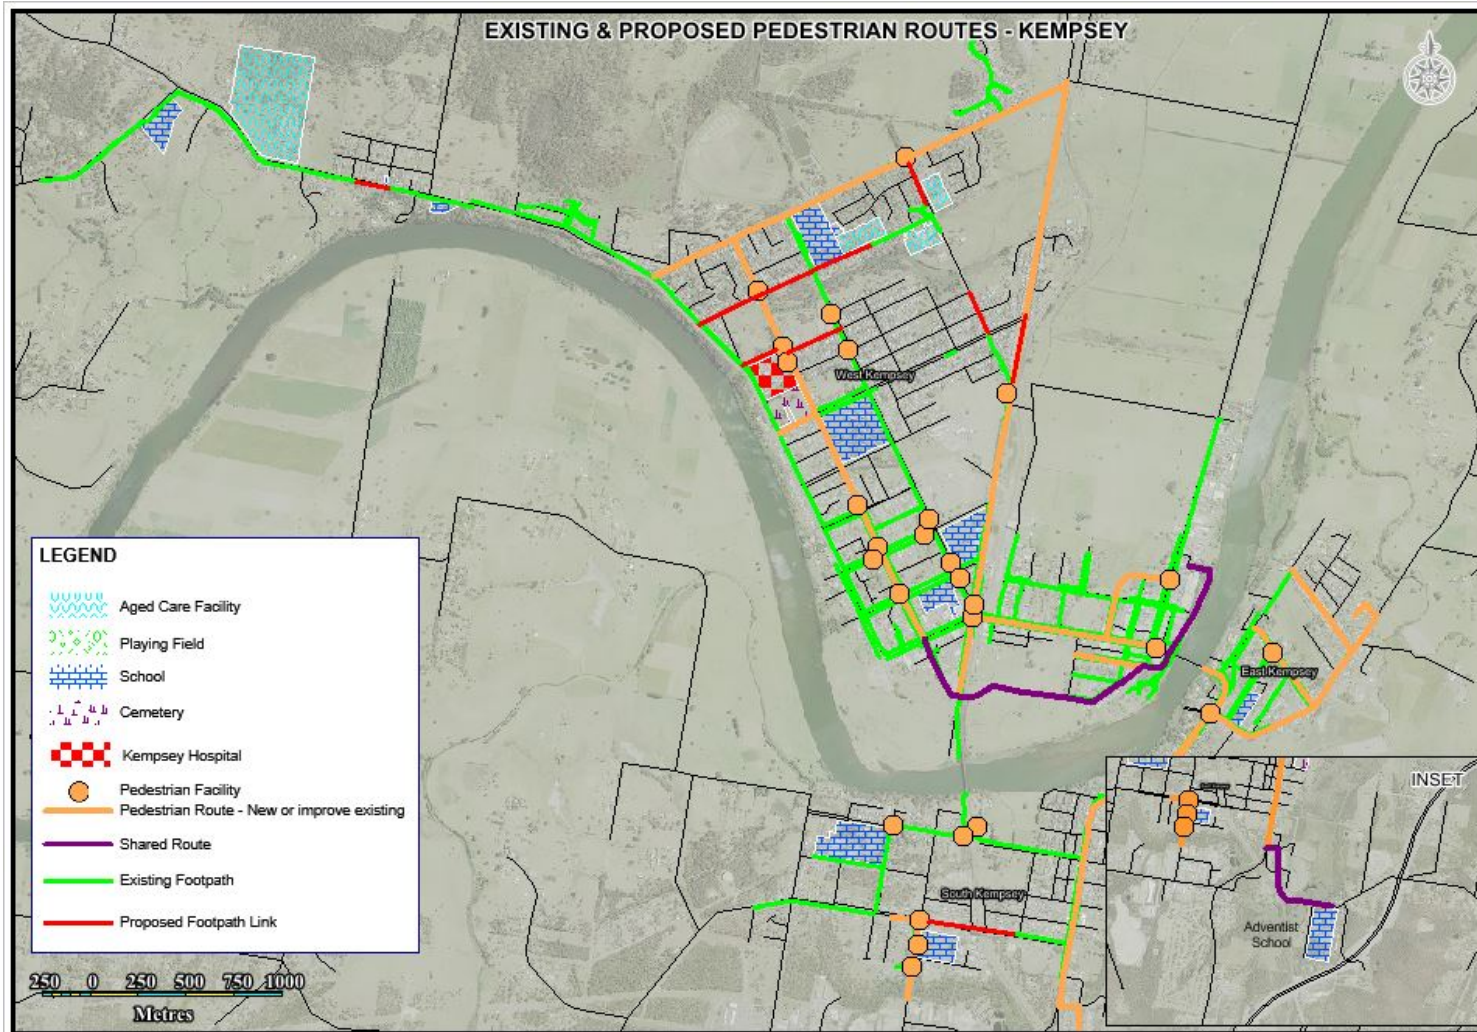 EXISTING & PROPOSED PEDESTRIAN ROUTES - KEMPSEY
West Kempsey
East Kempsey
South Kempsey
LEGEND
Aged Care Facility
Playing Field
School
Cemetery
Kempsey Hospital
Pedestrian Facility
Pedestrian Route - New or improve existing
Shared Route
Existing Footpath
Proposed Footpath Link
INSET
Adventist
School
250 0 250 500 750 1000
Metres